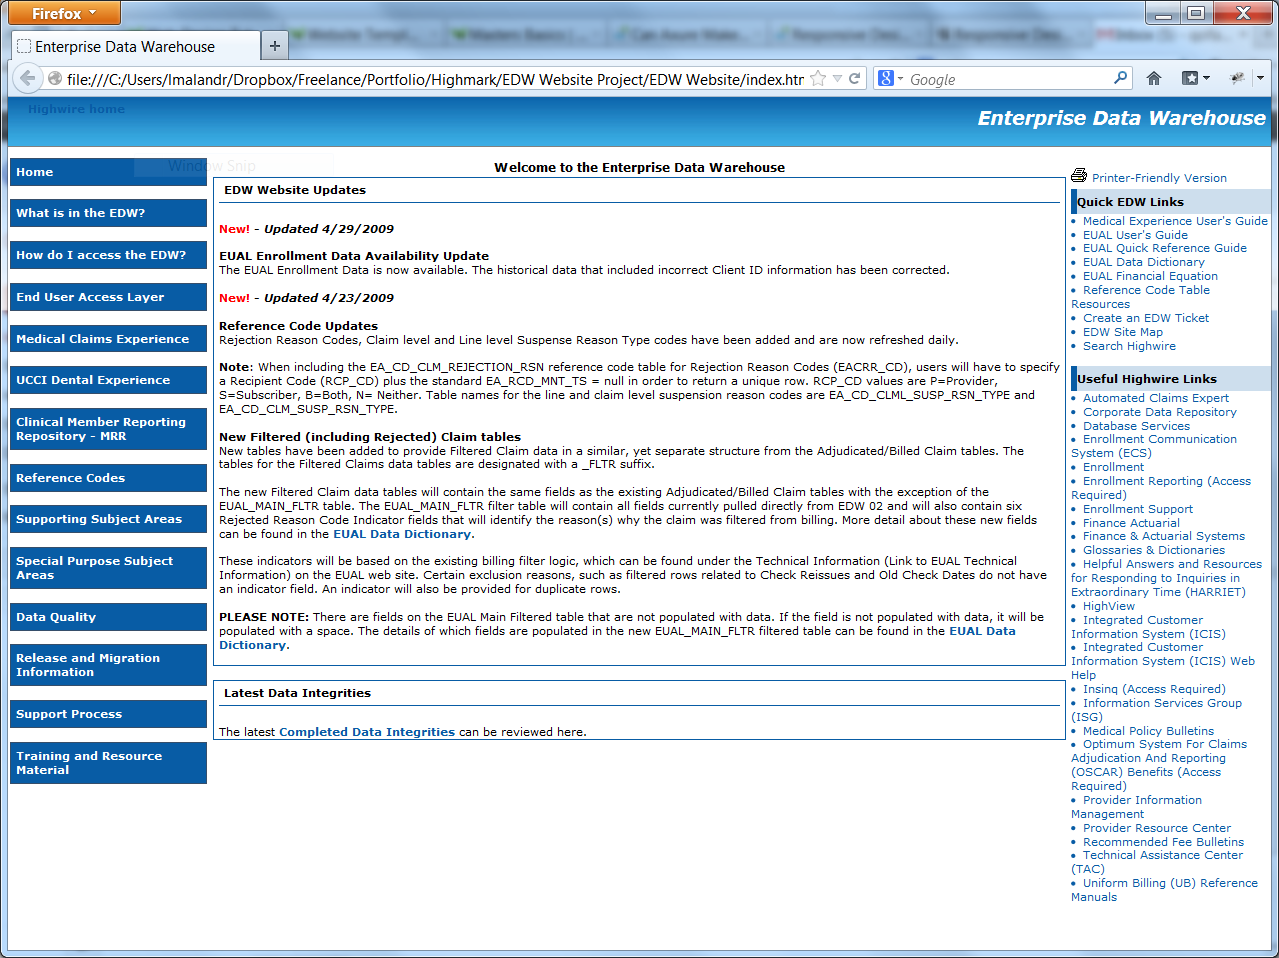 Firefox
Enterprise Data Warehouse
file:///C:/Users/lmalandr/Dropbox/Freelance/Portfolio/Highmark/EDW Website Project/EDW Website/index.htm
Google
Highwire home
Enterprise Data Warehouse
Window Snip
Home
What is in the EDW?
How do I access the EDW?
End User Access Layer
Medical Claims Experience
UCCI Dental Experience
Clinical Member Reporting
Repository - MRR
Reference Codes
Supporting Subject Areas
Special Purpose Subject
Areas
Data Quality
Release and Migration
Information
Support Process
Training and Resource
Material
Welcome to the Enterprise Data Warehouse
EDW Website Updates
New! - Updated 4/29/2009
EUAL Enrollment Data Availability Update
The EUAL Enrollment Data is now available. The historical data that included incorrect Client ID information has been corrected.
New! - Updated 4/23/2009
Reference Code Updates
Rejection Reason Codes, Claim level and Line level Suspense Reason Type codes have been added and are now refreshed daily.
Note: When including the EA_CD_CLM_REJECTION_RSN reference code table for Rejection Reason Codes (EACRR_CD), users will have to specify
a Recipient Code (RCP_CD) plus the standard EA_RCD_MNT_TS = null in order to return a unique row. RCP_CD values are P=Provider,
S=Subscriber, B=Both, N= Neither. Table names for the line and claim level suspension reason codes are EA_CD_CLML_SUSP_RSN_TYPE and
EA_CD_CLM_SUSP_RSN_TYPE.
New Filtered (including Rejected) Claim tables
New tables have been added to provide Filtered Claim data in a similar, yet separate structure from the Adjudicated/Billed Claim tables. The
tables for the Filtered Claims data tables are designated with a _FLTR suffix.
The new Filtered Claim data tables will contain the same fields as the existing Adjudicated/Billed Claim tables with the exception of the
EUAL_MAIN_FLTR table. The EUAL_MAIN_FLTR filter table will contain all fields currently pulled directly from EDW 02 and will also contain six
Rejected Reason Code Indicator fields that will identify the reason(s) why the claim was filtered from billing. More detail about these new fields
can be found in the EUAL Data Dictionary.
These indicators will be based on the existing billing filter logic, which can be found under the Technical Information (Link to EUAL Technical
Information) on the EUAL web site. Certain exclusion reasons, such as filtered rows related to Check Reissues and Old Check Dates do not have
an indicator field. An indicator will also be provided for duplicate rows.
PLEASE NOTE: There are fields on the EUAL Main Filtered table that are not populated with data. If the field is not populated with data, it will be
populated with a space. The details of which fields are populated in the new EUAL_MAIN_FLTR filtered table can be found in the EUAL Data
Dictionary.
Latest Data Integrities
The latest Completed Data Integrities can be reviewed here.
Printer-Friendly Version
Quick EDW Links
• Medical Experience User's Guide
• EUAL User's Guide
• EUAL Quick Reference Guide
• EUAL Data Dictionary
• EUAL Financial Equation
• Reference Code Table
Resources
• Create an EDW Ticket
• EDW Site Map
• Search Highwire
Useful Highwire Links
• Automated Claims Expert
• Corporate Data Repository
• Database Services
• Enrollment Communication
System (ECS)
• Enrollment
• Enrollment Reporting (Access
Required)
• Enrollment Support
• Finance Actuarial
• Finance & Actuarial Systems
• Glossaries & Dictionaries
• Helpful Answers and Resources
for Responding to Inquiries in
Extraordinary Time (HARRIET)
• HighView
• Integrated Customer
Information System (ICIS)
• Integrated Customer
Information System (ICIS) Web
Help
• Insinq (Access Required)
• Information Services Group
(ISG)
• Medical Policy Bulletins
• Optimum System For Claims
Adjudication And Reporting
(OSCAR) Benefits (Access
Required)
• Provider Information
Management
• Provider Resource Center
• Recommended Fee Bulletins
• Technical Assistance Center
(TAC)
• Uniform Billing (UB) Reference
Manuals